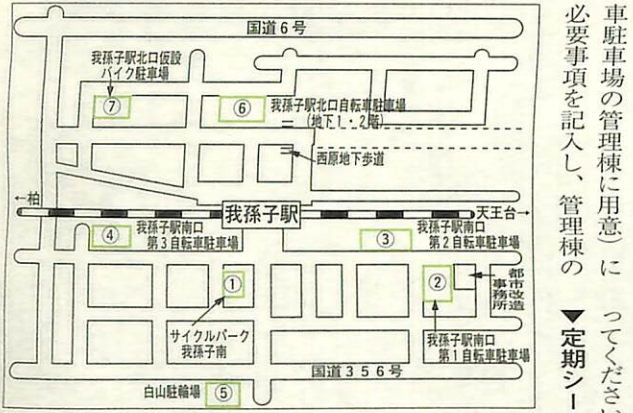 国道6号
我孫子駅北口仮設
バイク駐車場
⑦
⑥
我孫子駅北口自転車駐車場
(地下1・2階)
西原地下歩道
←柏
我孫子駅
天王台→
④
我孫子駅南口
第3自転車駐車場
③
我孫子駅南口
第2自転車駐車場
①
②
都市改造
事務所
サイクルパーク
我孫子南
我孫子駅南口
第1自転車駐車場
国道356号
白山駐輪場
⑤
車駐車場の管理棟に用意)に
必要事項を記入し、管理棟の
ってください
▼定期シー